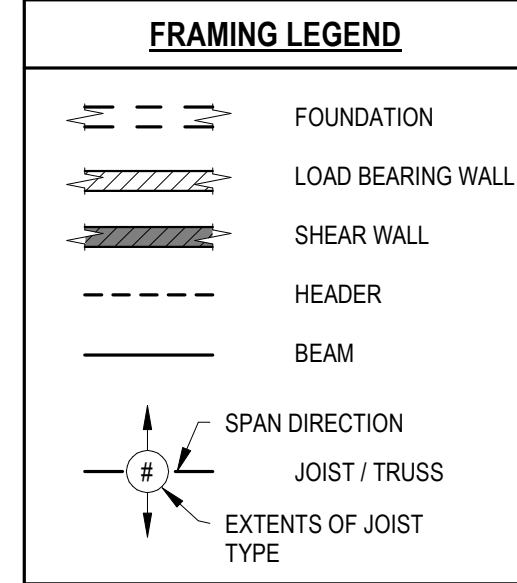 FRAMING LEGEND
FOUNDATION
LOAD BEARING WALL
SHEAR WALL
HEADER
BEAM
SPAN DIRECTION
#
JOIST / TRUSS
EXTENTS OF JOIST
TYPE